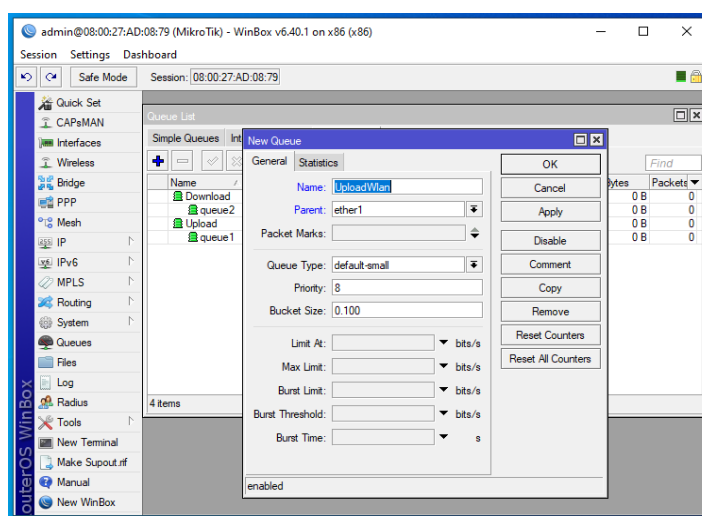 admin@08:00:27:AD:08:79 (MikroTik) - WinBox v6.40.1 on x86 (x86)
Session Settings Dashboard
Safe Mode Session: 08:00:27:AD:08:79
Quick Set
CAPsMAN
Interfaces
Wireless
Bridge
PPP
Mesh
IP
IPv6
MPLS
Routing
System
Queues
Files
Log
Radius
Tools
New Terminal
Make Supout.rif
Manual
New WinBox
outerOS WinBox
Queue List
Simple Queues Int
Find
Name Bytes Packets
Download 0 B 0
queue2 0 B 0
Upload 0 B 0
queue1 0 B 0
4 items
New Queue
General Statistics
Name: UploadWlan
Parent: ether1
Packet Marks:
Queue Type: default-small
Priority: 8
Bucket Size: 0.100
Limit At: bits/s
Max Limit: bits/s
Burst Limit: bits/s
Burst Threshold: bits/s
Burst Time: s
enabled
OK
Cancel
Apply
Disable
Comment
Copy
Remove
Reset Counters
Reset All Counters